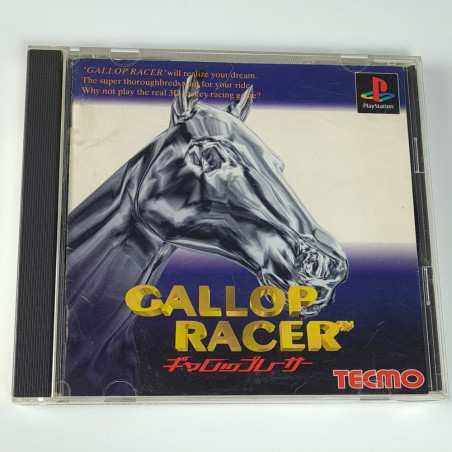 "GALLOP RACER" will realize your dream.
The super thoroughbreds wait for your ride.
Why not play the real 3D jockey racing game?
PlayStation
GALLOP
RACER™
ギャロップレーサー
TECMO